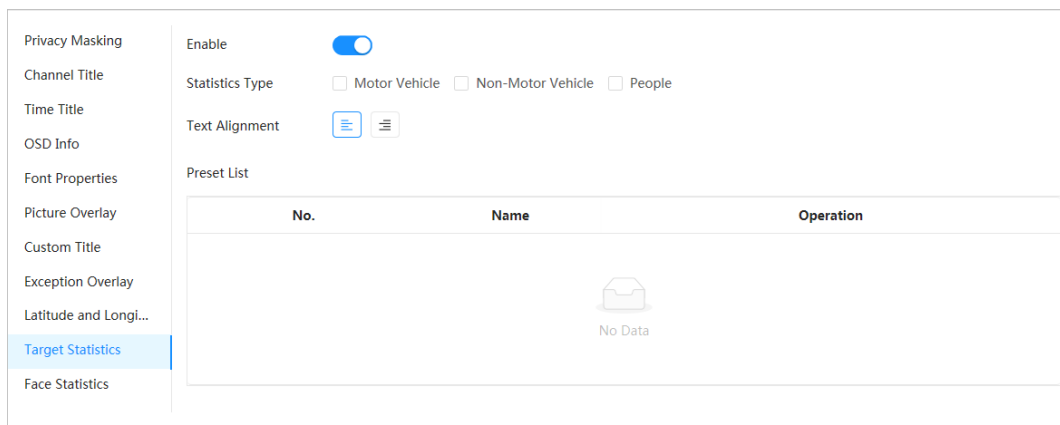 Privacy Masking
Channel Title
Time Title
OSD Info
Font Properties
Picture Overlay
Custom Title
Exception Overlay
Latitude and Longi...
Target Statistics
Face Statistics
Enable
Statistics Type Motor Vehicle Non-Motor Vehicle People
Text Alignment
Preset List
No. Name Operation
No Data